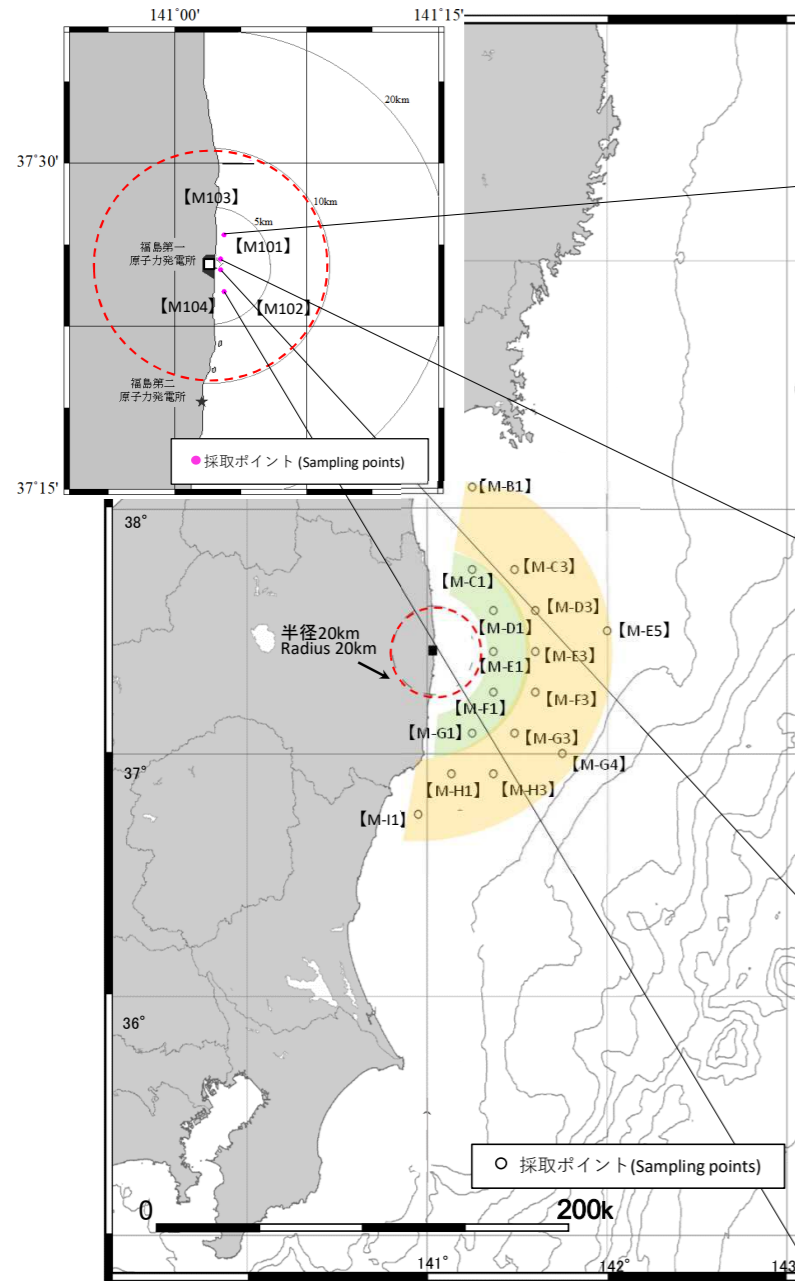 141°00'
141°15'
20km
37°30'
10km
【M103】
5km
【M101】
福島第一
原子力発電所
【M104】
【M102】
福島第二
原子力発電所
採取ポイント(Sampling points)
37°15'
【M-B1】
38°
【M-C1】
【M-C3】
【M-D3】
【M-D1】
【M-E5】
半径20km
Radius 20km
【M-E1】
【M-E3】
【M-F1】
【M-F3】
【M-G1】
【M-G3】
37°
【M-G4】
【M-H1】
【M-H3】
【M-I1】
36°
採取ポイント(Sampling points)
0
200k
141°
142°
143